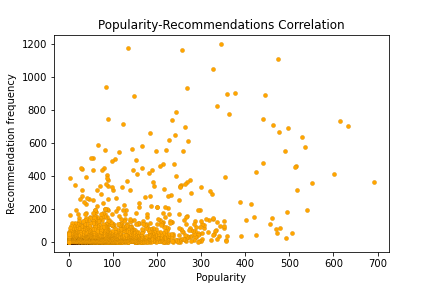 Popularity-Recommendations Correlation
1200
1000
800
600
400
200
0
Recommendation frequency
0 100 200 300 400 500 600 700
Popularity